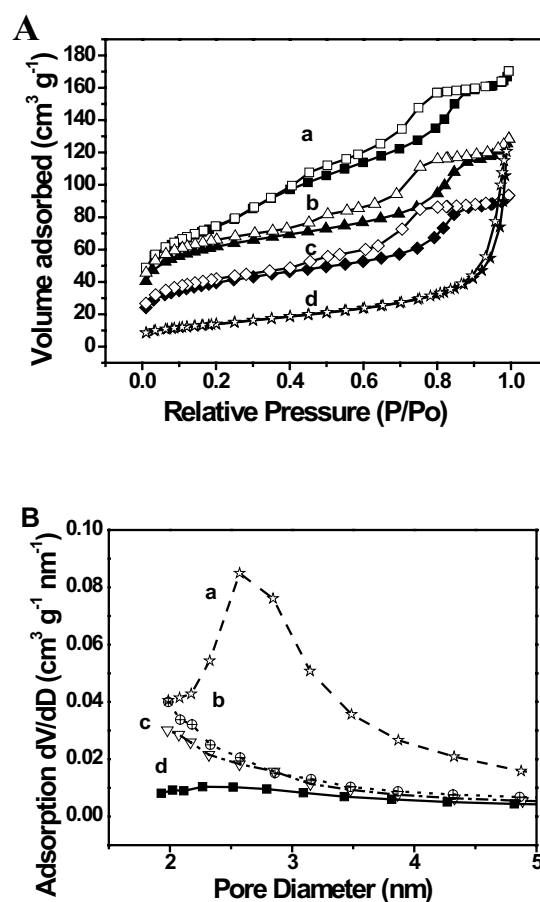 A
180
160
140
120
100
80
60
40
20
0
Volume adsorbed (cm³ g⁻¹)
a
b
c
d
0.0 0.2 0.4 0.6 0.8 1.0
Relative Pressure (P/Po)
B
0.10
0.08
0.06
0.04
0.02
0.00
Adsorption dV/dD (cm³ g⁻¹ nm⁻¹)
a
b
c
d
2 3 4 5
Pore Diameter (nm)